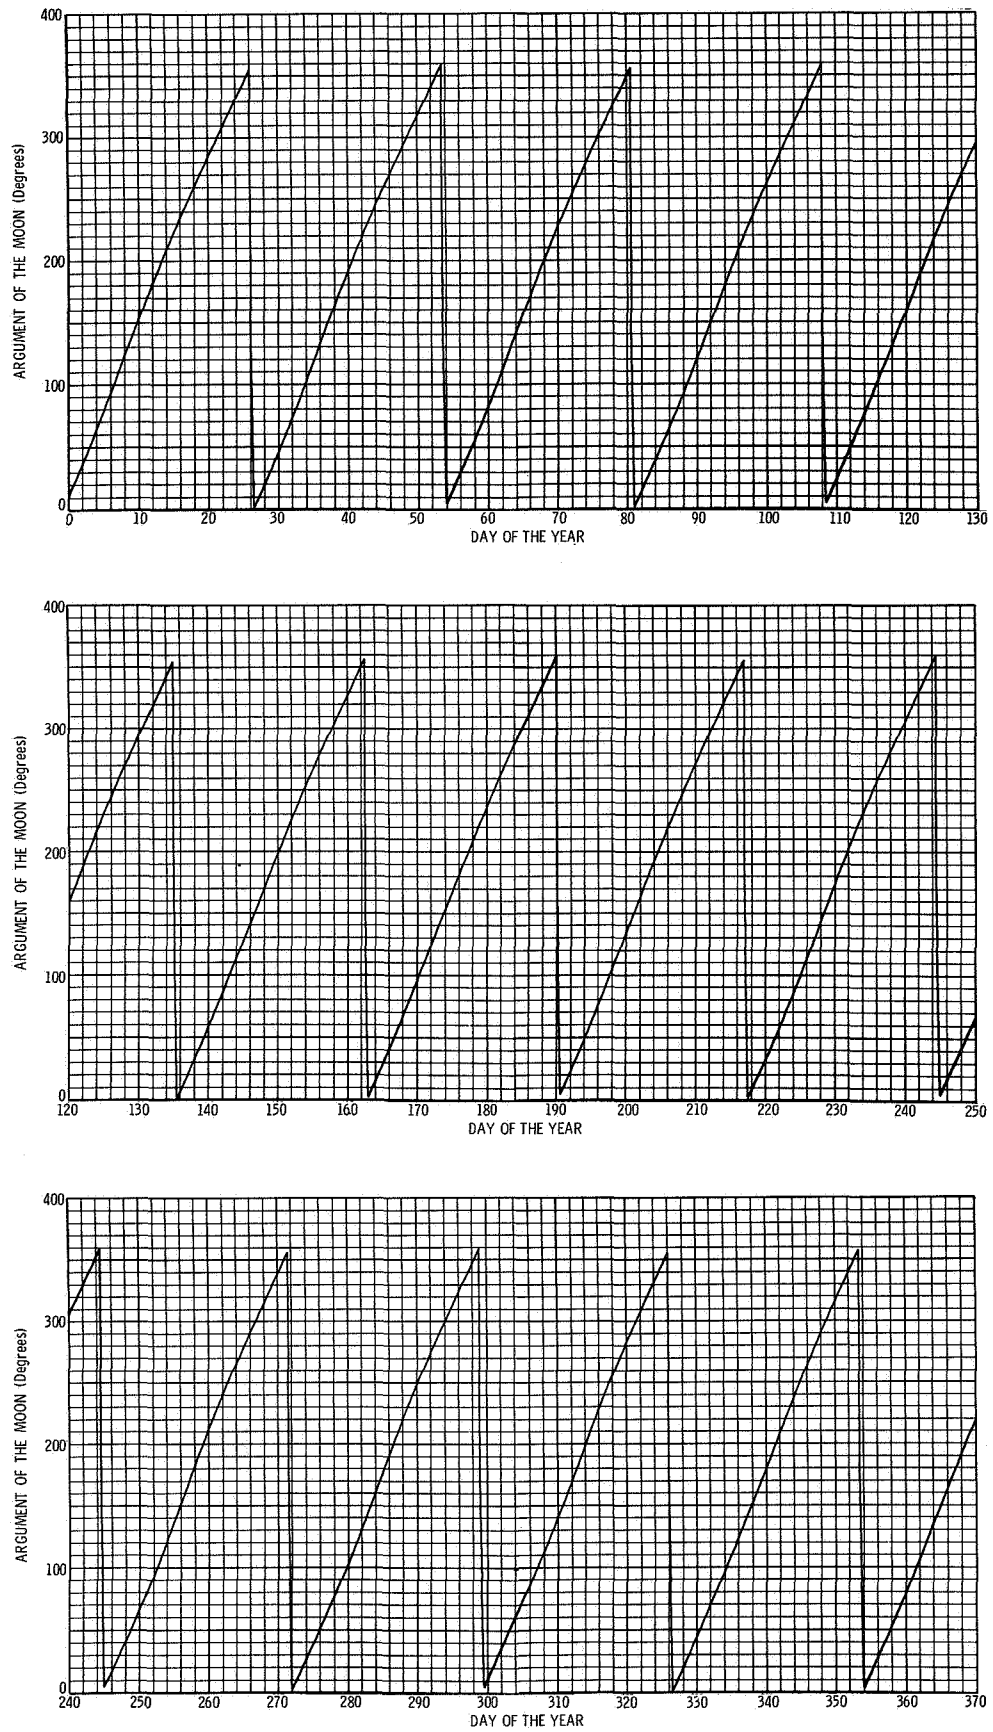 400
300
200
100
0
ARGUMENT OF THE MOON (Degrees)
0 10 20 30 40 50 60 70 80 90 100 110 120 130
DAY OF THE YEAR
400
300
200
100
0
ARGUMENT OF THE MOON (Degrees)
120 130 140 150 160 170 180 190 200 210 220 230 240 250
DAY OF THE YEAR
400
300
200
100
0
ARGUMENT OF THE MOON (Degrees)
240 250 260 270 280 290 300 310 320 330 340 350 360 370
DAY OF THE YEAR